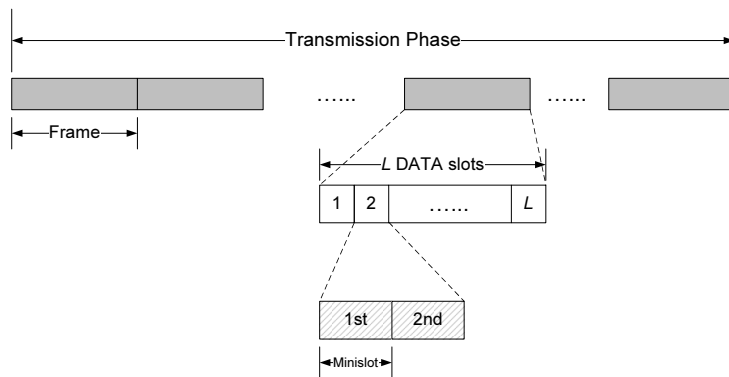 Transmission Phase
...... ......
Frame
L DATA slots
1 2 ...... L
1st 2nd
Minislot